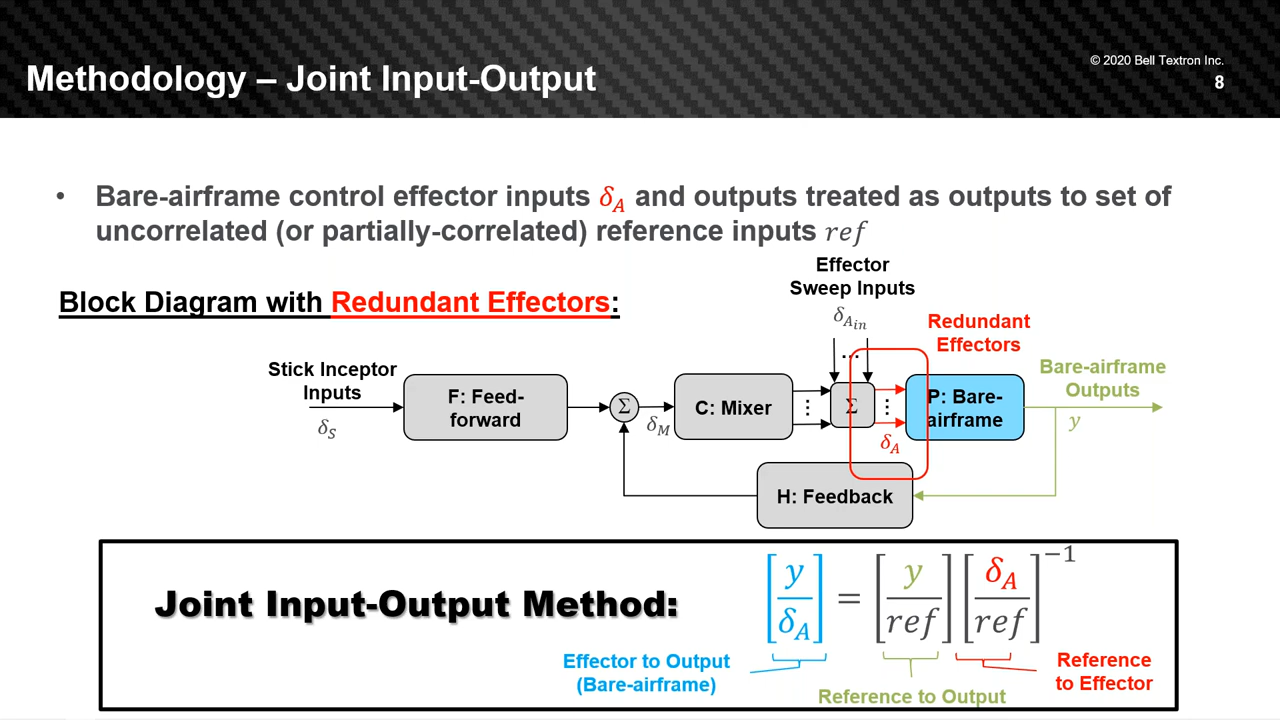 © 2020 Bell Textron Inc.
Methodology – Joint Input-Output
8
• Bare-airframe control effector inputs δ_A and outputs treated as outputs to set of
uncorrelated (or partially-correlated) reference inputs ref
Effector
Sweep Inputs
Block Diagram with Redundant Effectors:
δ_{A_{in}}
Redundant
Effectors
...
Stick Inceptor
Inputs
δ_S
F: Feed-
forward
Σ
δ_M
C: Mixer
⋮
Σ
⋮
δ_A
P: Bare-
airframe
Bare-airframe
Outputs
y
H: Feedback
Joint Input-Output Method:
[y/δ_A] = [y/ref] [δ_A/ref]^{−1}
Effector to Output
(Bare-airframe)
Reference to Output
Reference
to Effector